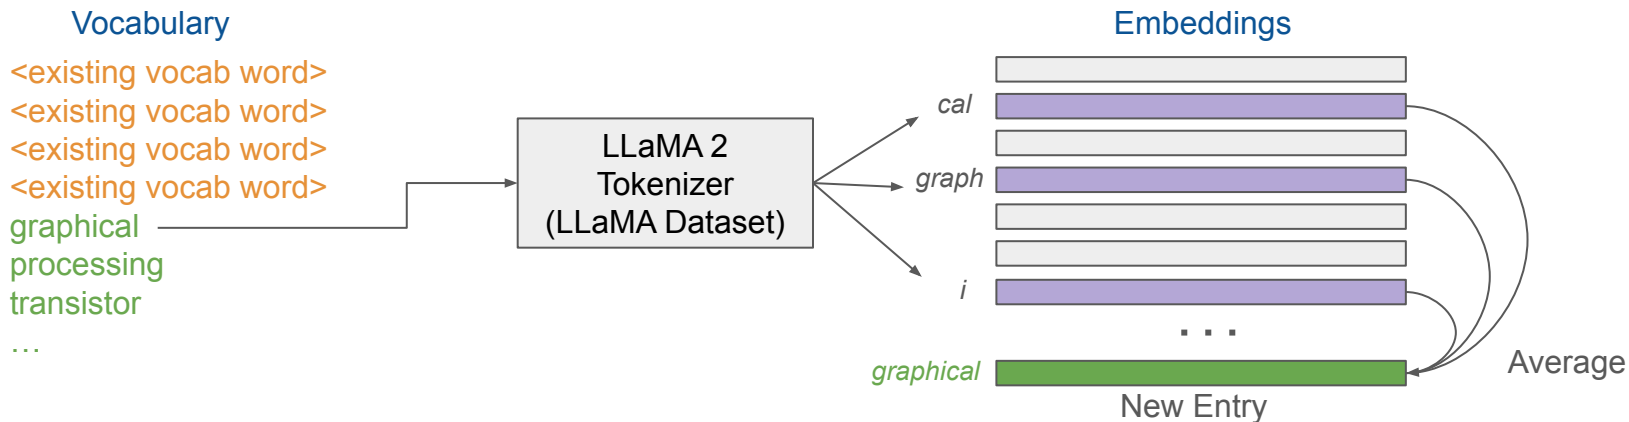 Vocabulary
<existing vocab word>
<existing vocab word>
<existing vocab word>
<existing vocab word>
graphical
processing
transistor
...
LLaMA 2
Tokenizer
(LLaMA Dataset)
Embeddings
cal
graph
i
...
graphical
New Entry
Average